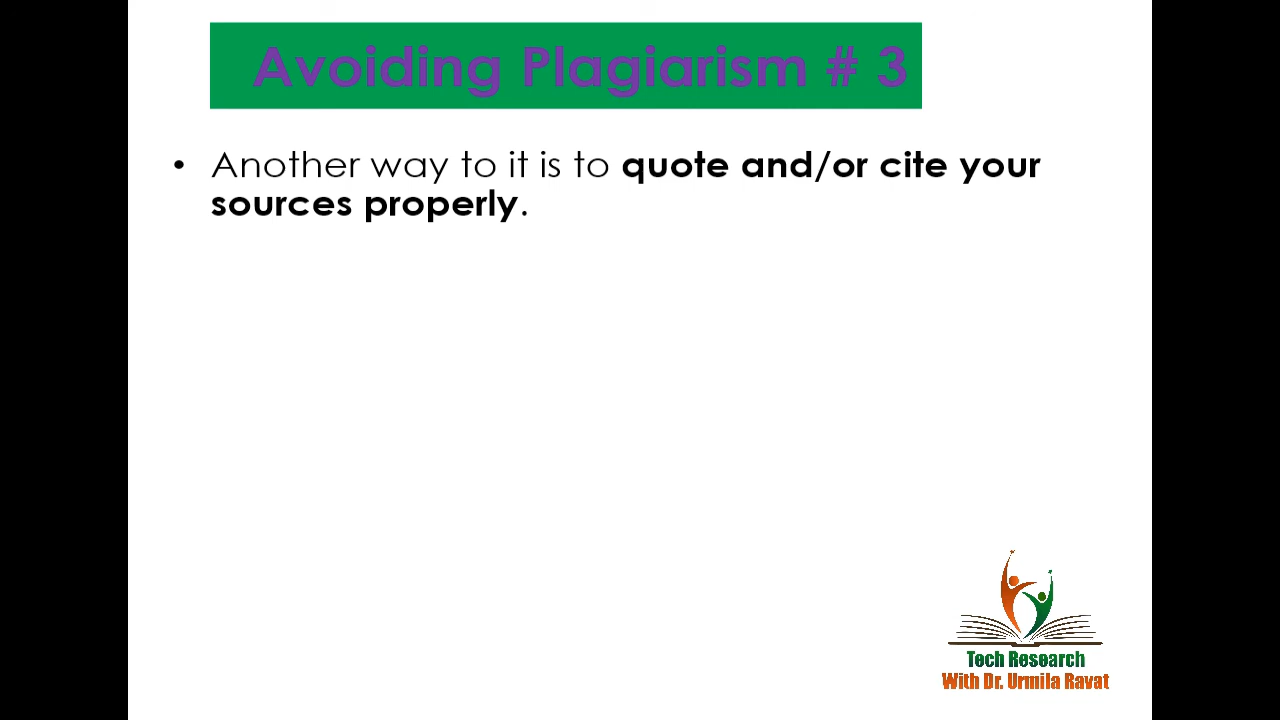 Avoiding Plagiarism # 3
• Another way to it is to quote and/or cite your
sources properly.
Tech Research
With Dr. Urmila Ravat